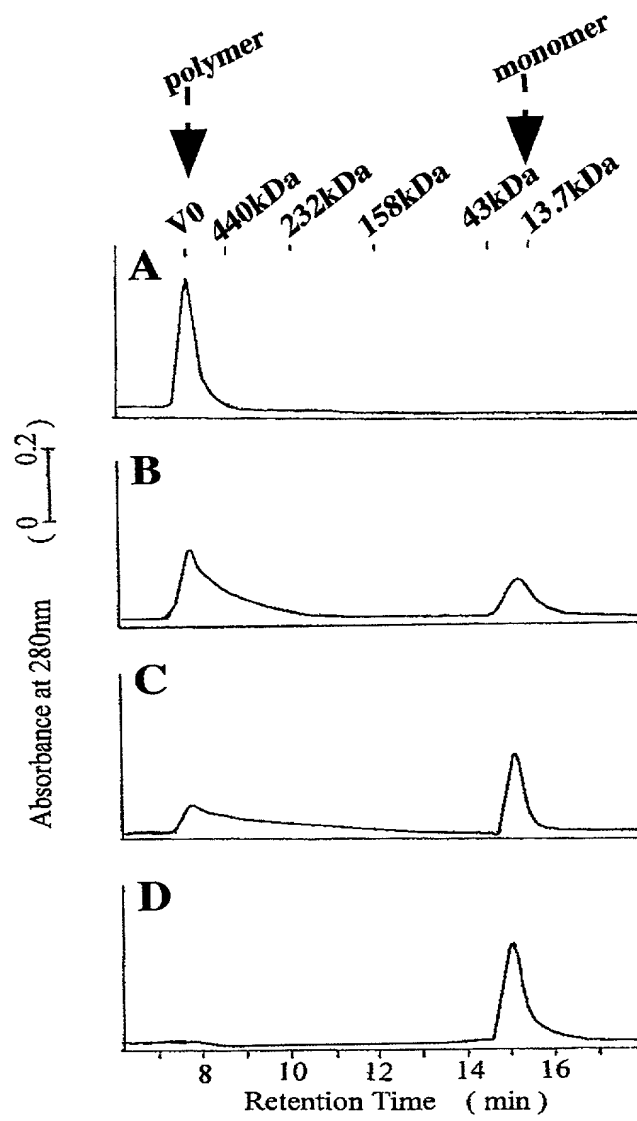 polymer
monomer
V0
440kDa
232kDa
158kDa
43kDa
13.7kDa
A
B
C
D
Absorbance at 280nm
( 0 0.2 )
8 10 12 14 16
Retention Time ( min )